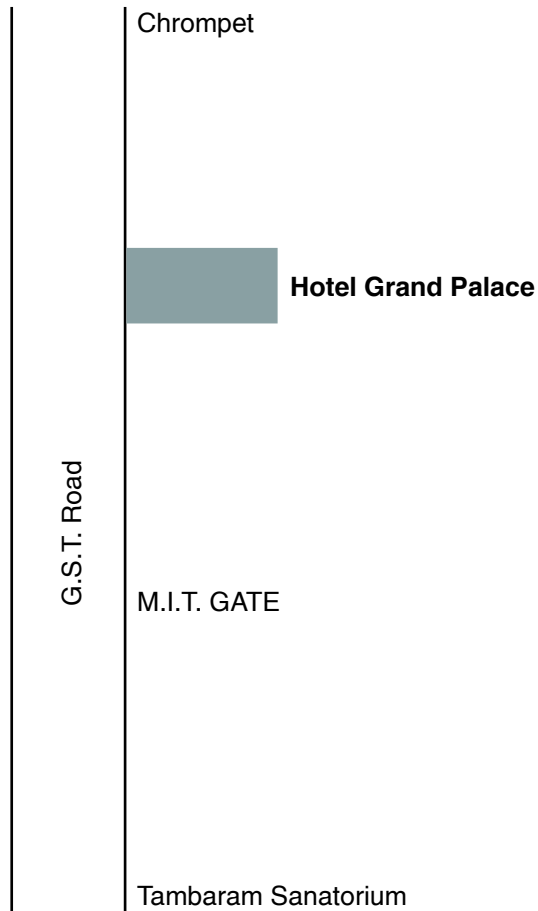 Chrompet
Hotel Grand Palace
G.S.T. Road
M.I.T. GATE
Tambaram Sanatorium